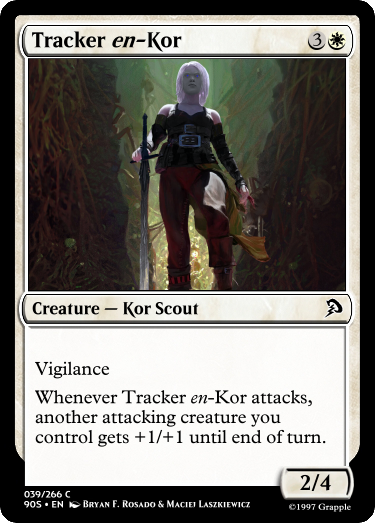 Tracker en-Kor 3
Creature — Kor Scout
Vigilance
Whenever Tracker en-Kor attacks,
another attacking creature you
control gets +1/+1 until end of turn.
2/4
039/266 C
90S • EN Bryan F. Rosado & Maciej Laszkiewicz
©1997 Grapple